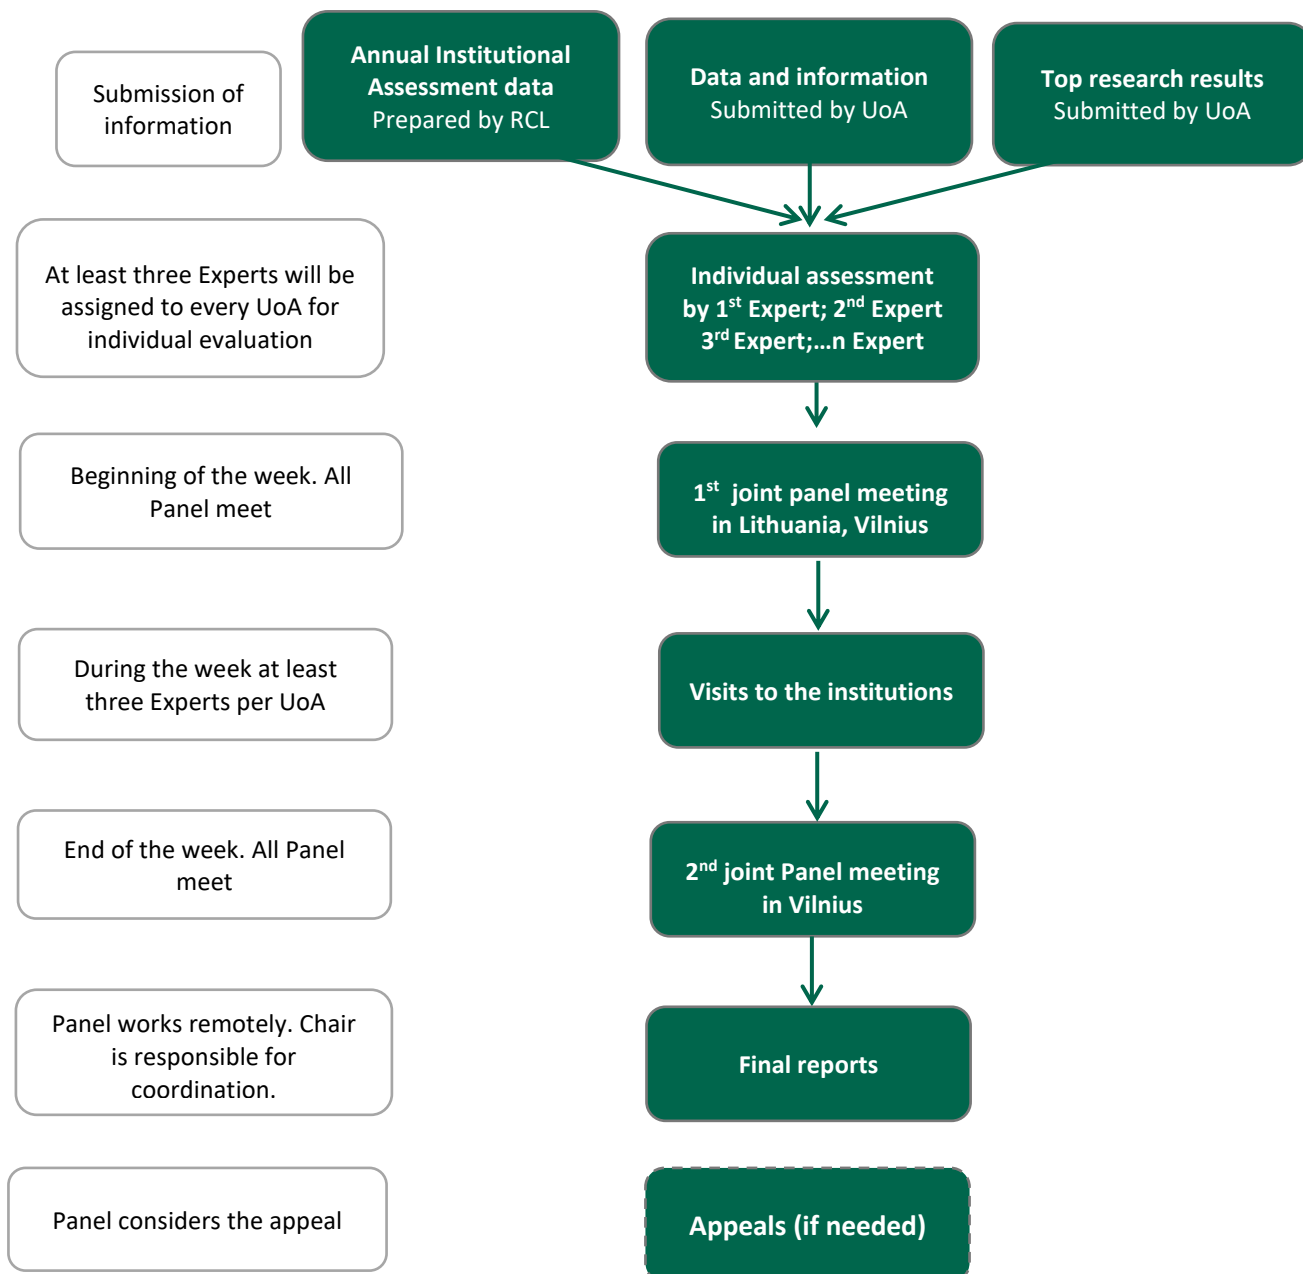 Submission of
information
Annual Institutional
Assessment data
Prepared by RCL
Data and information
Submitted by UoA
Top research results
Submitted by UoA
At least three Experts will be
assigned to every UoA for
individual evaluation
Individual assessment
by 1st Expert; 2nd Expert
3rd Expert;...n Expert
Beginning of the week. All
Panel meet
1st joint panel meeting
in Lithuania, Vilnius
During the week at least
three Experts per UoA
Visits to the institutions
End of the week. All Panel
meet
2nd joint Panel meeting
in Vilnius
Panel works remotely. Chair
is responsible for
coordination.
Final reports
Panel considers the appeal
Appeals (if needed)